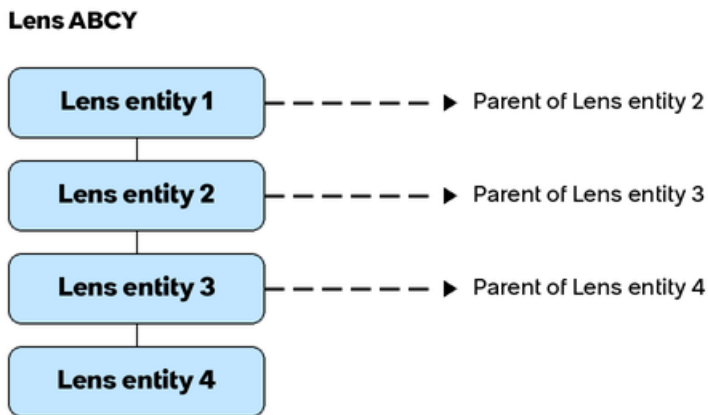 Lens ABCY
Lens entity 1
Parent of Lens entity 2
Lens entity 2
Parent of Lens entity 3
Lens entity 3
Parent of Lens entity 4
Lens entity 4